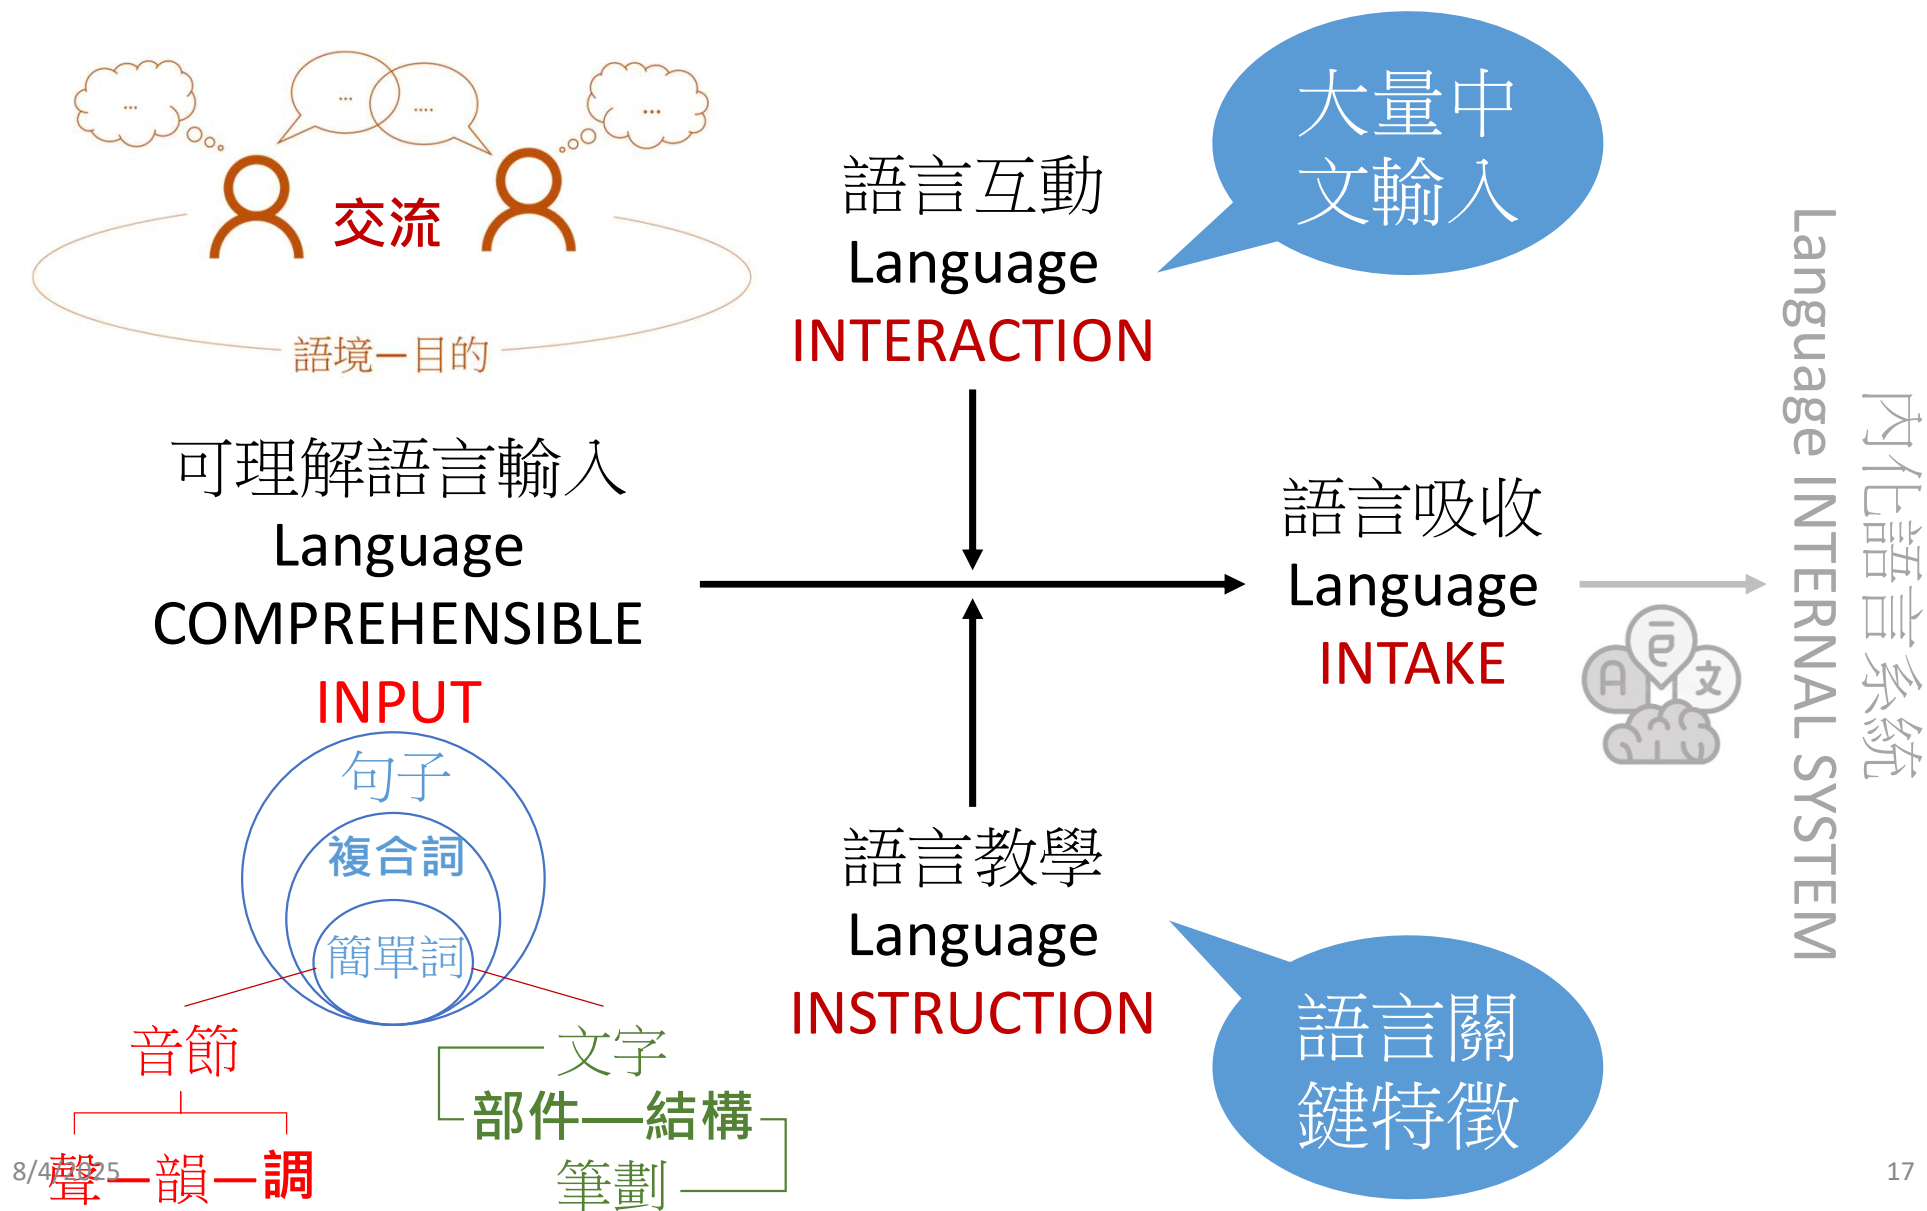 ...
...
....
...
交流
語境—目的
可理解語言輸入
Language
COMPREHENSIBLE
INPUT
句子
複合詞
簡單詞
音節
聲—韻—調
文字
部件——結構
筆劃
語言互動
Language
INTERACTION
大量中
文輸入
語言教學
Language
INSTRUCTION
語言關
鍵特徵
語言吸收
Language
INTAKE
A
文
Language INTERNAL SYSTEM
內化語言系統
8/4/2025
17